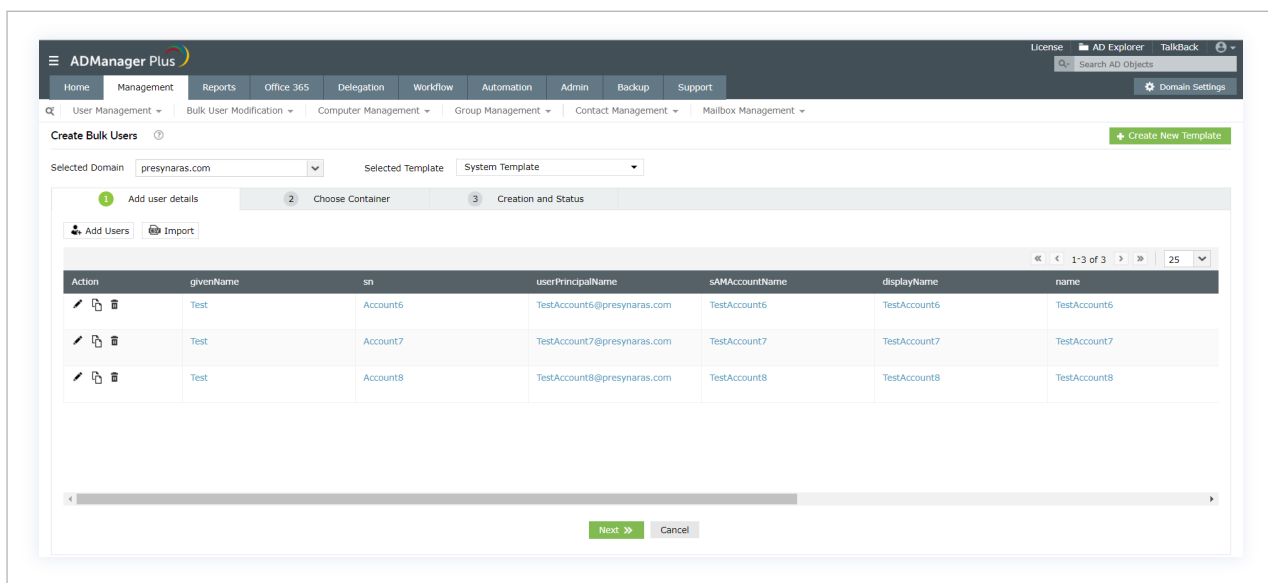 License AD Explorer TalkBack
ADManager Plus
Search AD Objects
Home Management Reports Office 365 Delegation Workflow Automation Admin Backup Support Domain Settings
User Management Bulk User Modification Computer Management Group Management Contact Management Mailbox Management
Create Bulk Users ? Create New Template
Selected Domain presynaras.com Selected Template System Template
1 Add user details 2 Choose Container 3 Creation and Status
Add Users Import
1-3 of 3 25
Action givenName sn userPrincipalName sAMAccountName displayName name
Test Account6 TestAccount6@presynaras.com TestAccount6 TestAccount6 TestAccount6
Test Account7 TestAccount7@presynaras.com TestAccount7 TestAccount7 TestAccount7
Test Account8 TestAccount8@presynaras.com TestAccount8 TestAccount8 TestAccount8
Next Cancel